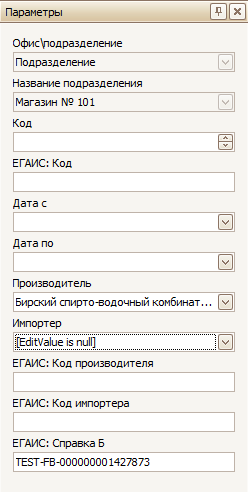 Параметры
Офис\подразделение
Подразделение
Название подразделения
Магазин № 101
Код
ЕГАИС: Код
Дата с
Дата по
Производитель
Бирский спирто-водочный комбинат...
Импортер
[EditValue is null]
ЕГАИС: Код производителя
ЕГАИС: Код импортера
ЕГАИС: Справка Б
TEST-FB-000000001427873